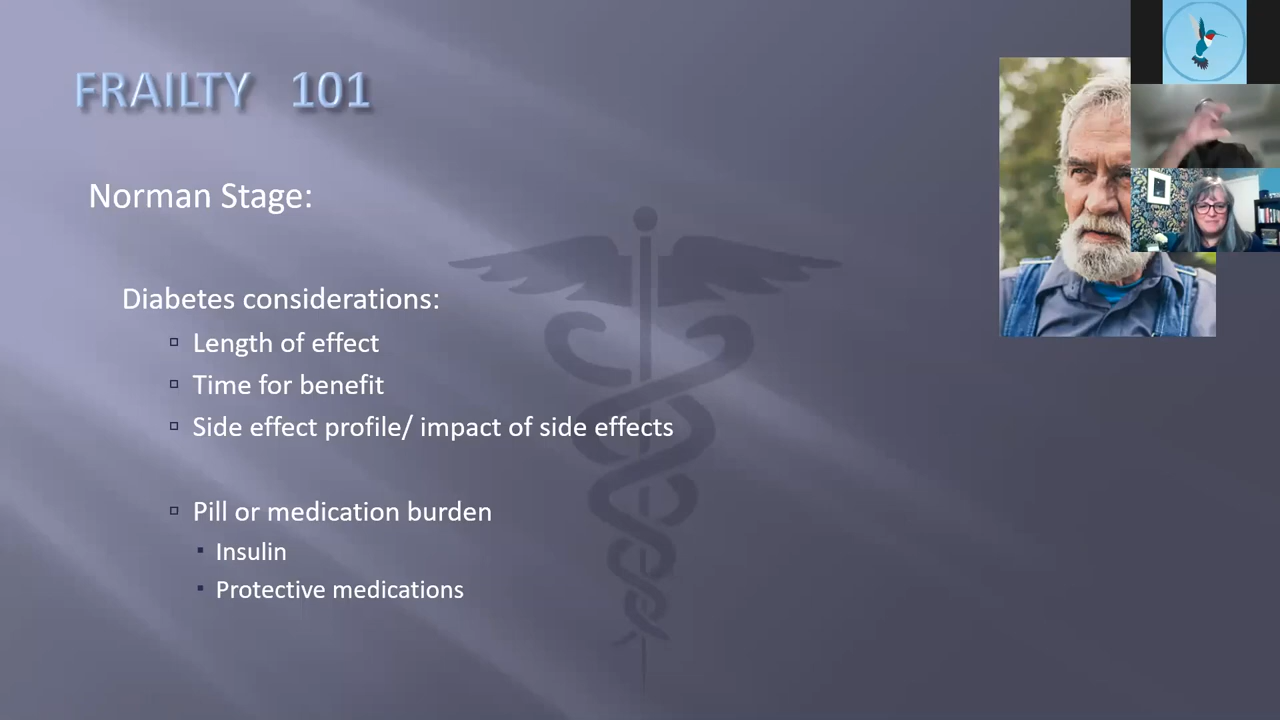 FRAILTY 101
Norman Stage:
Diabetes considerations:
Length of effect
Time for benefit
Side effect profile/ impact of side effects
Pill or medication burden
Insulin
Protective medications